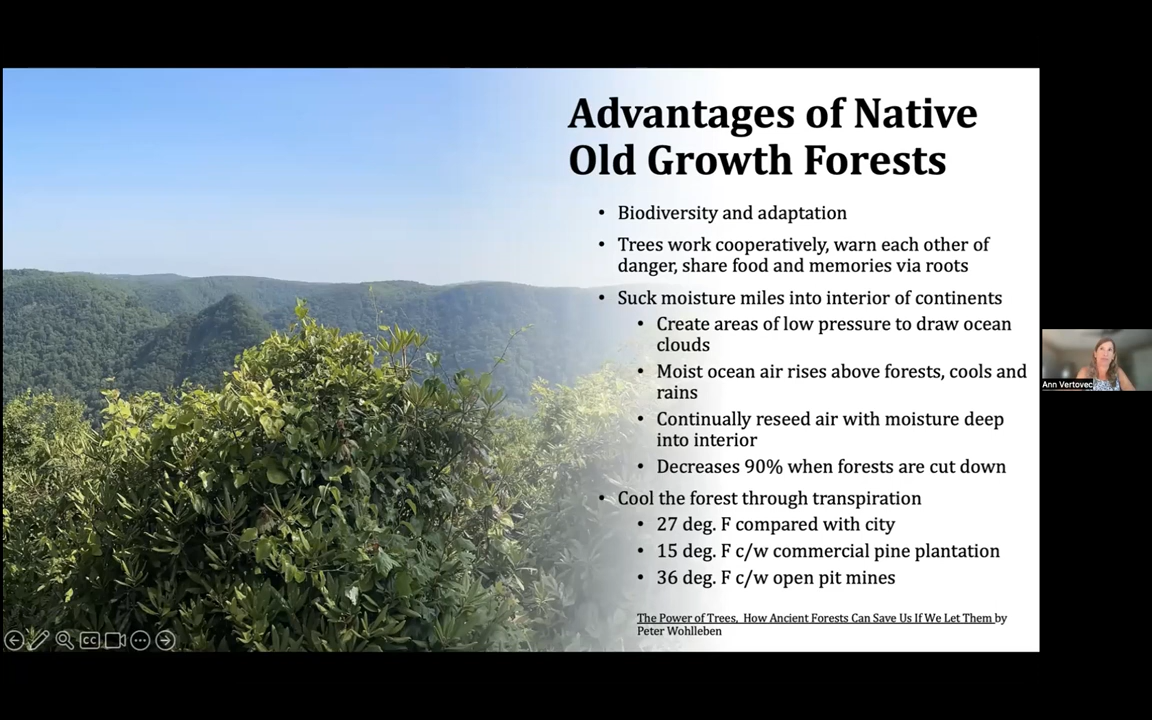 Advantages of Native
Old Growth Forests
• Biodiversity and adaptation
• Trees work cooperatively, warn each other of
danger, share food and memories via roots
• Suck moisture miles into interior of continents
• Create areas of low pressure to draw ocean
clouds
• Moist ocean air rises above forests, cools and
rains
• Continually reseed air with moisture deep
into interior
• Decreases 90% when forests are cut down
• Cool the forest through transpiration
• 27 deg. F compared with city
• 15 deg. F c/w commercial pine plantation
• 36 deg. F c/w open pit mines
The Power of Trees, How Ancient Forests Can Save Us If We Let Them by
Peter Wohlleben
Ann Vertovec
CC